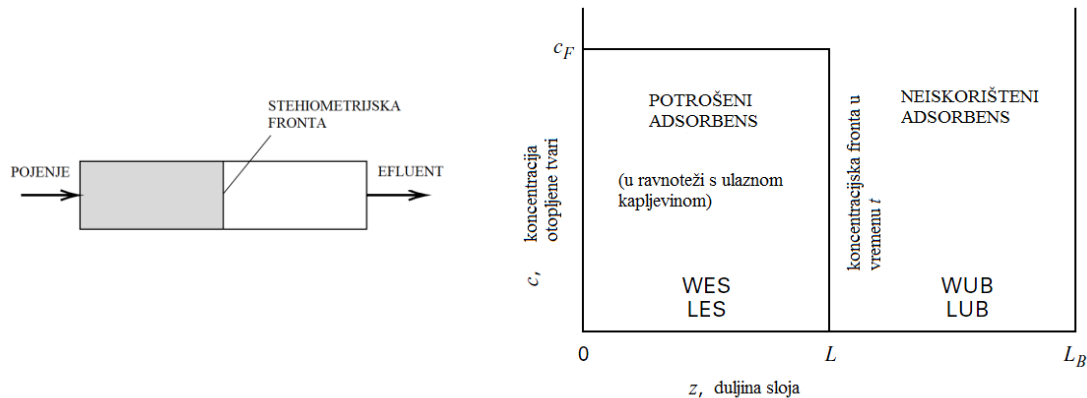 STEHIOMETRIJSKA
FRONTA
POJENJE
EFLUENT
c_F
c, koncentracija
otopljene tvari
POTROŠENI
ADSORBENS
(u ravnoteži s ulaznom
kapljevinom)
WES
LES
koncentracijska fronta u
vremenu t
NEISKORIŠTENI
ADSORBENS
WUB
LUB
0
L
L_B
z, duljina sloja